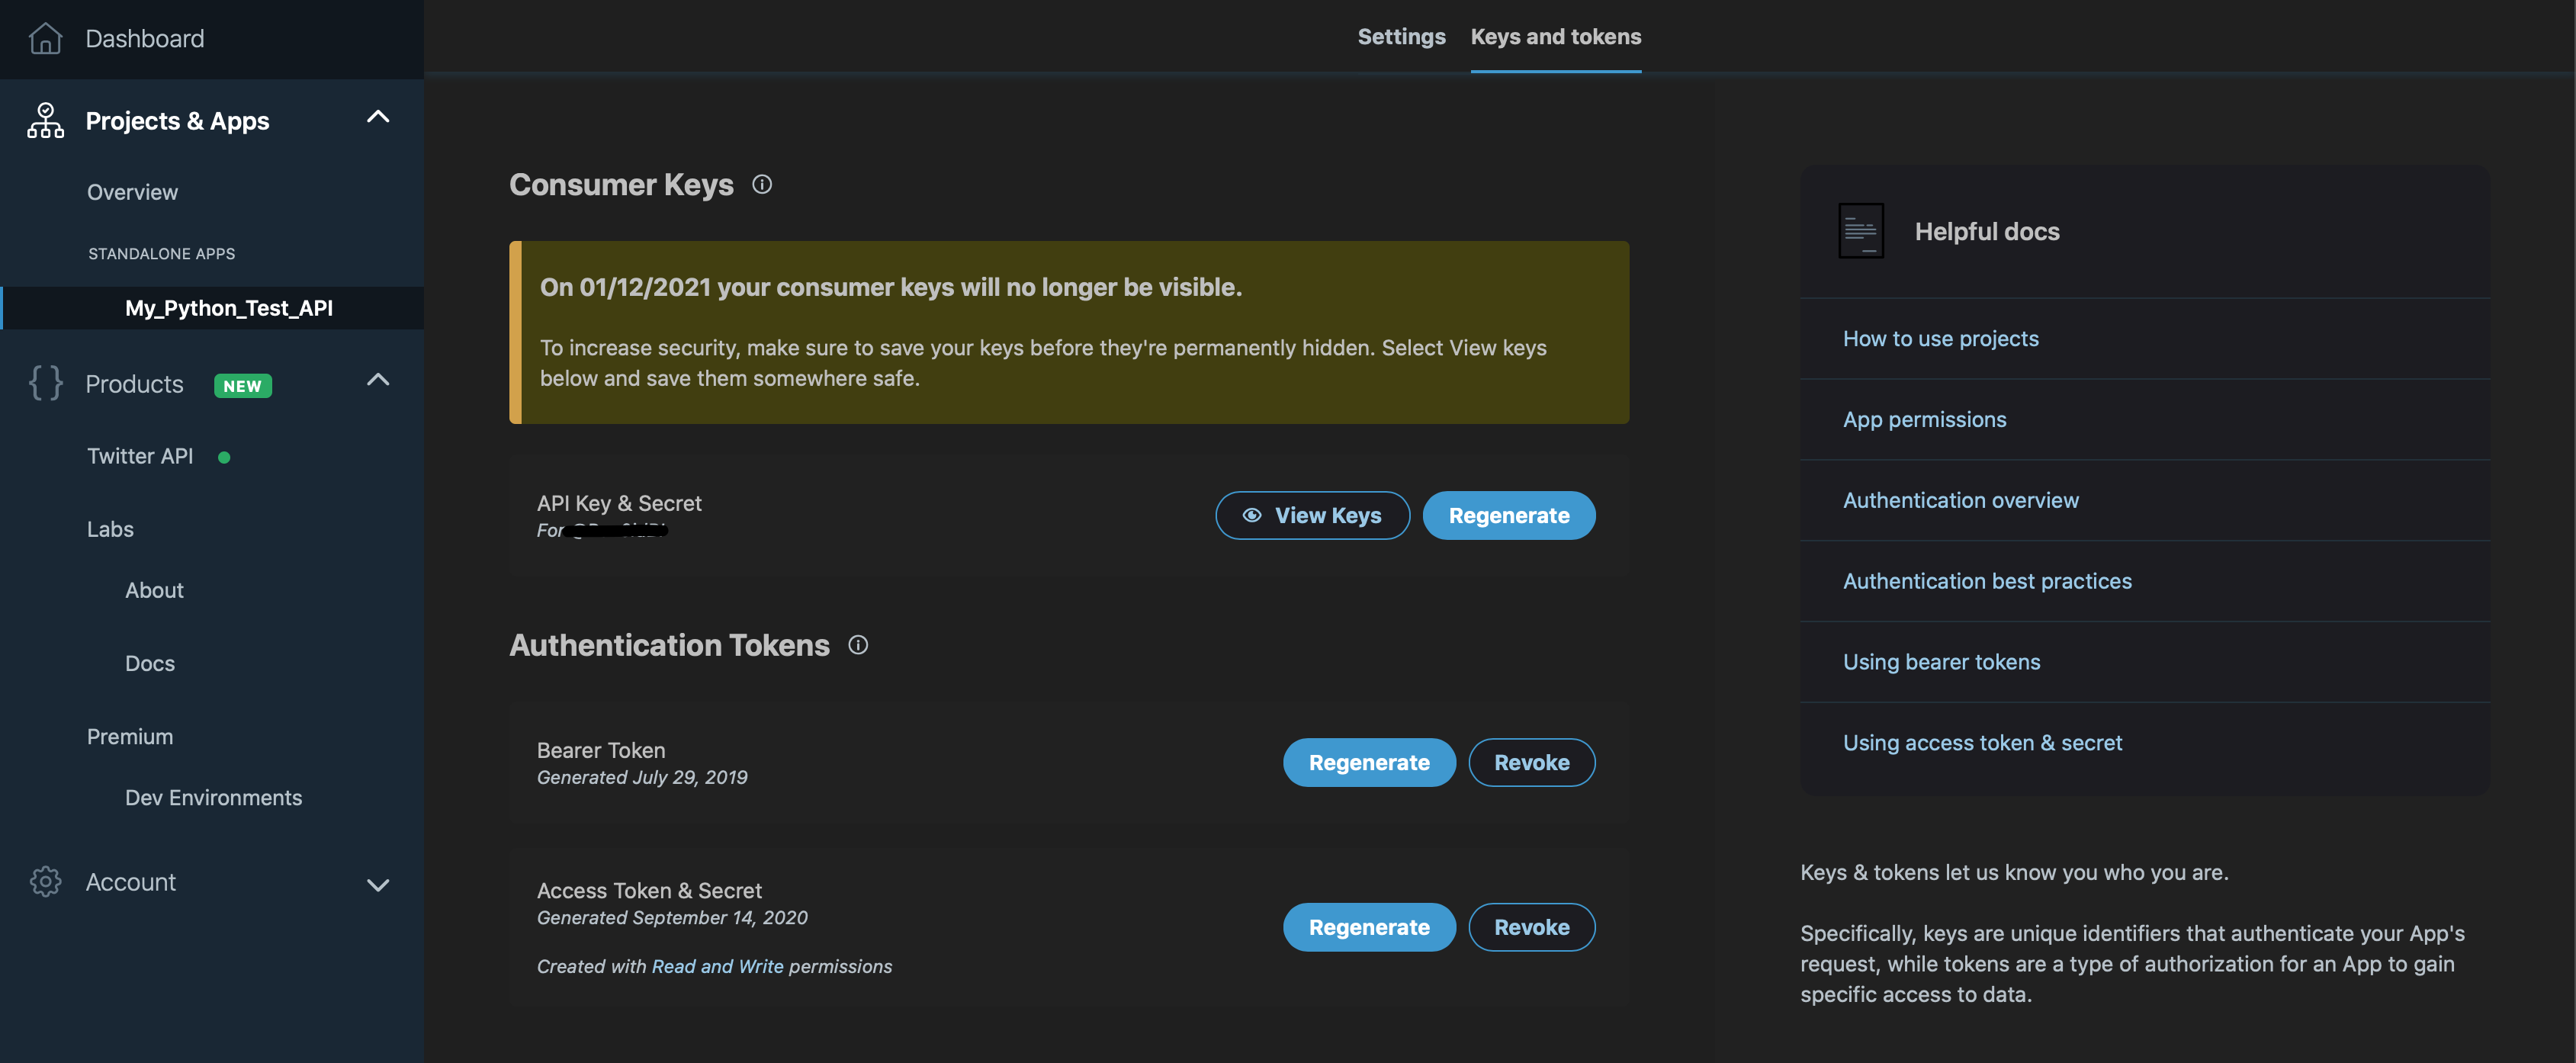 Dashboard
Projects & Apps
Overview
STANDALONE APPS
My_Python_Test_API
Products NEW
Twitter API
Labs
About
Docs
Premium
Dev Environments
Account
Settings Keys and tokens
Consumer Keys
On 01/12/2021 your consumer keys will no longer be visible.
To increase security, make sure to save your keys before they're permanently hidden. Select View keys
below and save them somewhere safe.
API Key & Secret
For
View Keys Regenerate
Authentication Tokens
Bearer Token
Generated July 29, 2019
Regenerate Revoke
Access Token & Secret
Generated September 14, 2020
Created with Read and Write permissions
Regenerate Revoke
Helpful docs
How to use projects
App permissions
Authentication overview
Authentication best practices
Using bearer tokens
Using access token & secret
Keys & tokens let us know you who you are.
Specifically, keys are unique identifiers that authenticate your App's
request, while tokens are a type of authorization for an App to gain
specific access to data.